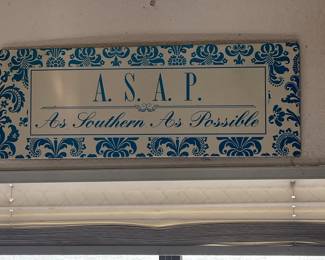 A. S. A. P.
As Southern As Possible